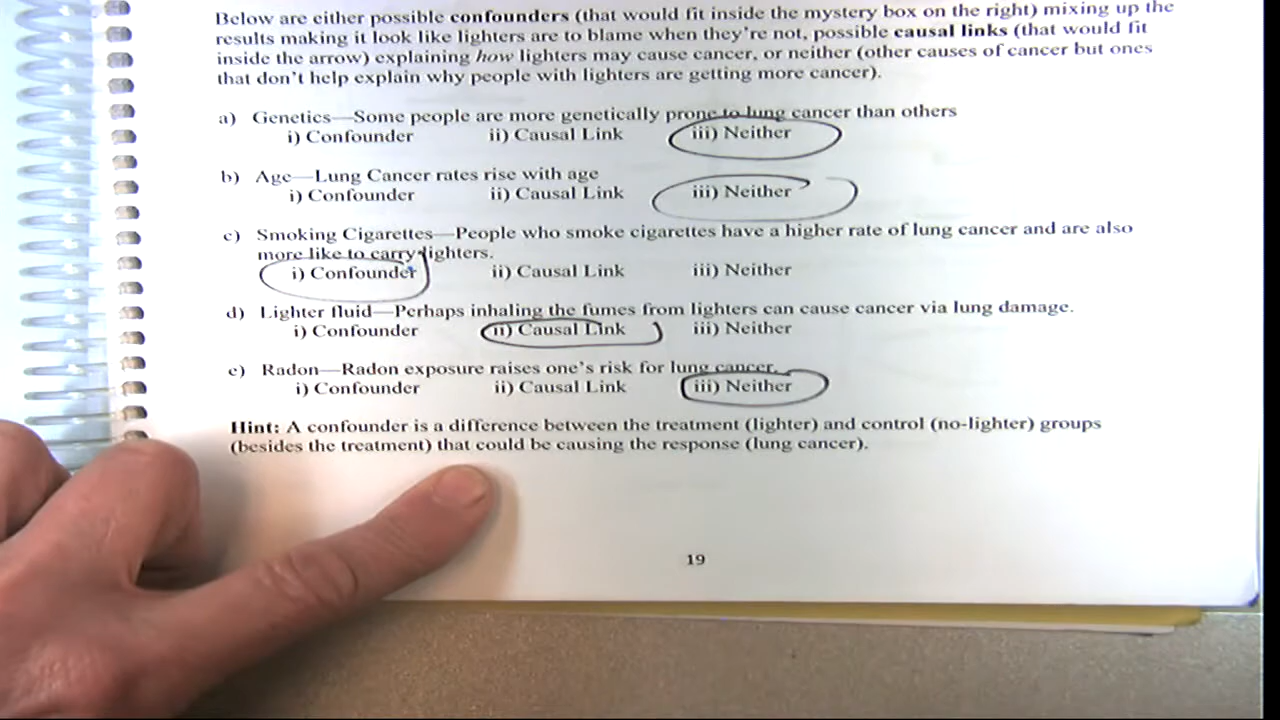 Below are either possible confounders (that would fit inside the mystery box on the right) mixing up the
results making it look like lighters are to blame when they're not, possible causal links (that would fit
inside the arrow) explaining how lighters may cause cancer, or neither (other causes of cancer but ones
that don't help explain why people with lighters are getting more cancer).
a) Genetics—Some people are more genetically prone to lung cancer than others
i) Confounder ii) Causal Link iii) Neither
b) Age—Lung Cancer rates rise with age
i) Confounder ii) Causal Link iii) Neither
c) Smoking Cigarettes—People who smoke cigarettes have a higher rate of lung cancer and are also
more like to carry lighters.
i) Confounder ii) Causal Link iii) Neither
d) Lighter fluid—Perhaps inhaling the fumes from lighters can cause cancer via lung damage.
i) Confounder ii) Causal Link iii) Neither
e) Radon—Radon exposure raises one's risk for lung cancer.
i) Confounder ii) Causal Link iii) Neither
Hint: A confounder is a difference between the treatment (lighter) and control (no-lighter) groups
(besides the treatment) that could be causing the response (lung cancer).
19